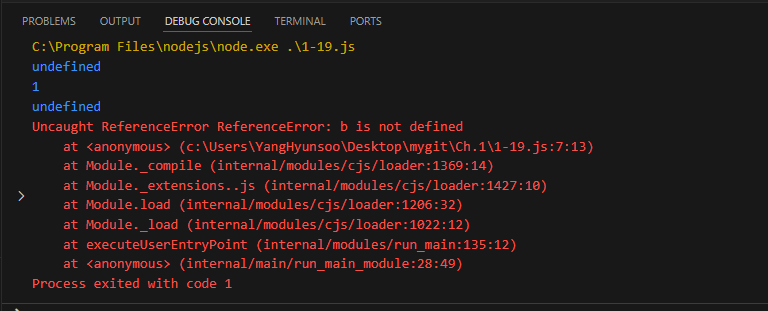 PROBLEMS OUTPUT DEBUG CONSOLE TERMINAL PORTS
C:\Program Files\nodejs\node.exe .\1-19.js
undefined
1
undefined
Uncaught ReferenceError ReferenceError: b is not defined
    at <anonymous> (c:\Users\YangHyunsoo\Desktop\mygit\Ch.1\1-19.js:7:13)
    at Module._compile (internal/modules/cjs/loader:1369:14)
    at Module._extensions..js (internal/modules/cjs/loader:1427:10)
    at Module.load (internal/modules/cjs/loader:1206:32)
    at Module._load (internal/modules/cjs/loader:1022:12)
    at executeUserEntryPoint (internal/modules/run_main:135:12)
    at <anonymous> (internal/main/run_main_module:28:49)
Process exited with code 1